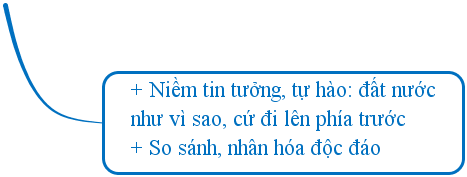 + Niềm tin tưởng, tự hào: đất nước
như vì sao, cứ đi lên phía trước
+ So sánh, nhân hóa độc đáo